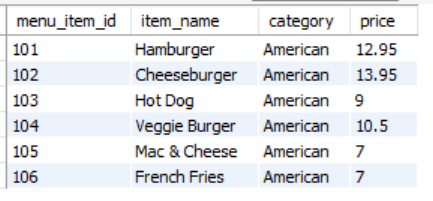 menu_item_id item_name category price
101 Hamburger American 12.95
102 Cheeseburger American 13.95
103 Hot Dog American 9
104 Veggie Burger American 10.5
105 Mac & Cheese American 7
106 French Fries American 7